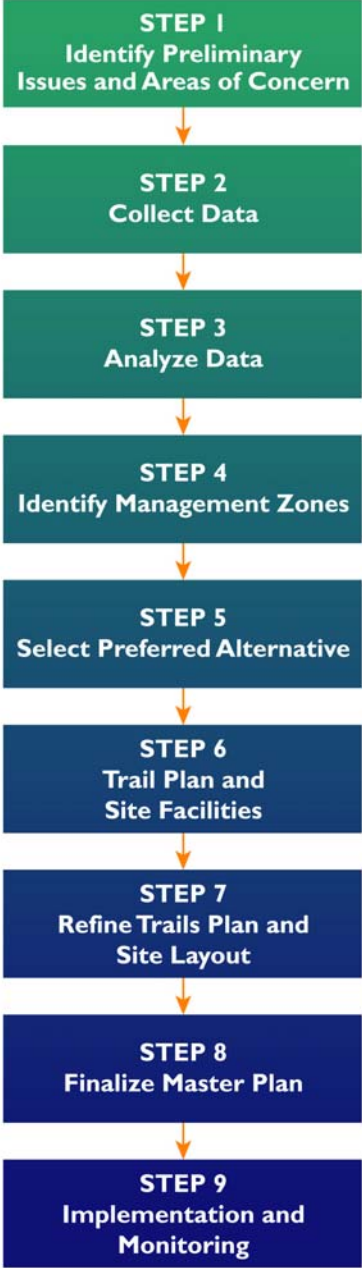 STEP 1
Identify Preliminary
Issues and Areas of Concern
STEP 2
Collect Data
STEP 3
Analyze Data
STEP 4
Identify Management Zones
STEP 5
Select Preferred Alternative
STEP 6
Trail Plan and
Site Facilities
STEP 7
Refine Trails Plan and
Site Layout
STEP 8
Finalize Master Plan
STEP 9
Implementation and
Monitoring